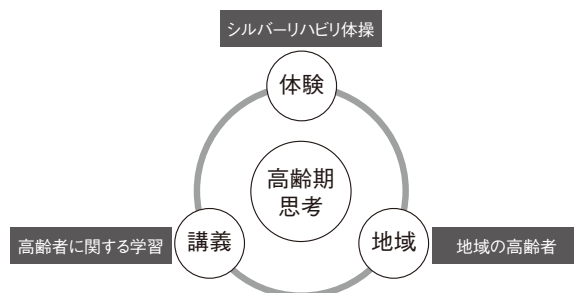 シルバーリハビリ体操
体験
高齢期
思考
高齢者に関する学習
講義
地域
地域の高齢者